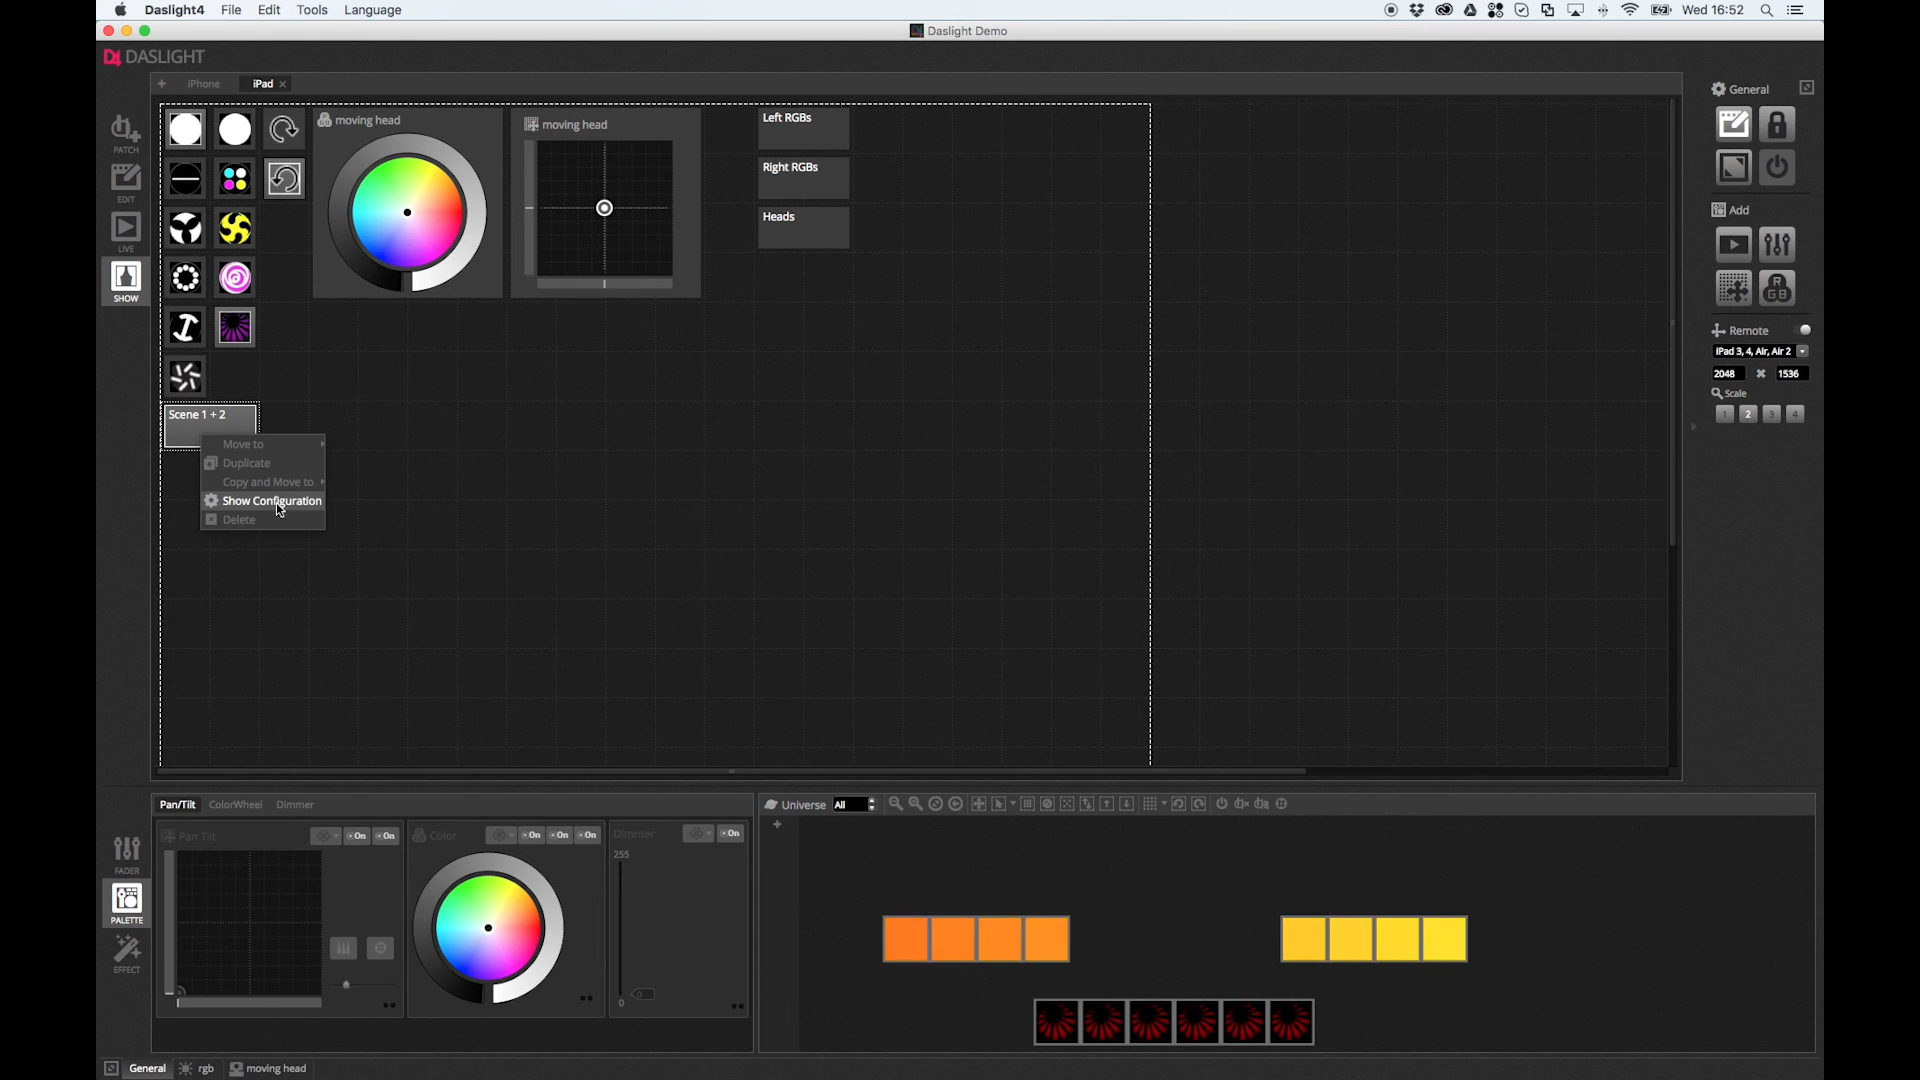 Daslight4 File Edit Tools Language
Wed 16:52
Daslight Demo
D4 DASLIGHT
+ iPhone iPad
PATCH
EDIT
LIVE
SHOW
moving head
moving head
Left RGBs
Right RGBs
Heads
Scene 1 + 2
Move to
Duplicate
Copy and Move to
Show Configuration
Delete
General
Add
R
G B
Remote
iPad 3, 4, Air, Air 2
2048 1536
Scale
1 2 3 4
FADER
PALETTE
EFFECT
Pan/Tilt ColorWheel Dimmer
Pan Tilt On On
Color On On On
Dimmer On
255
0 0
Universe All
General rgb moving head